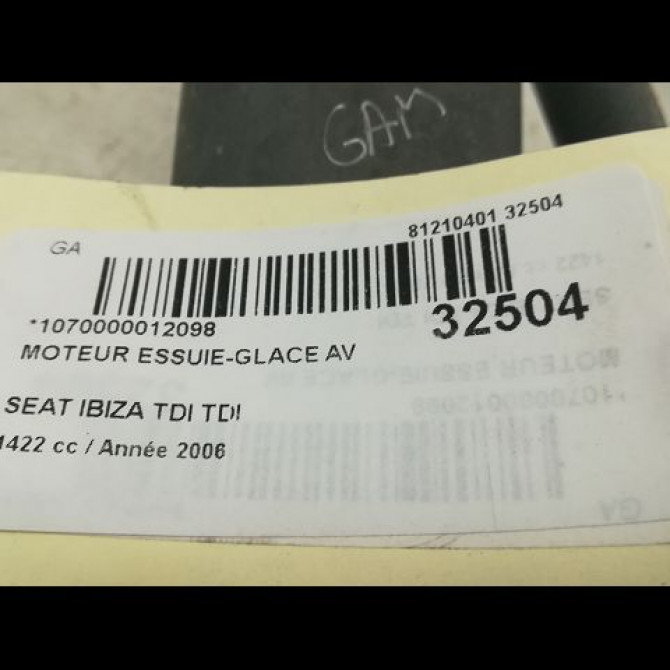 GAM
GA
81210401 32504
*1070000012098
32504
MOTEUR ESSUIE-GLACE AV
SEAT IBIZA TDI TDI
1422 cc / Année 2006